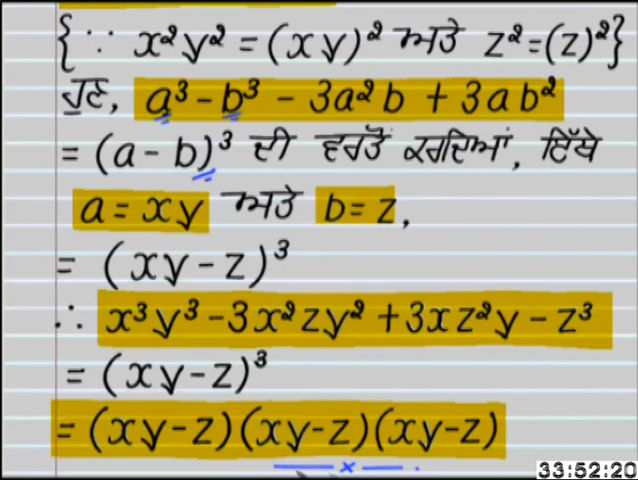 {∵ x²y² = (xy)² ਅਤੇ z² = (z)²}
ਹੁਣ, a³ - b³ - 3a²b + 3ab²
= (a - b)³ ਦੀ ਵਰਤੋਂ ਕਰਦਿਆਂ, ਇੱਥੇ
a = xy ਅਤੇ b = z,
= (xy - z)³
∴ x³y³ - 3x²zy² + 3xz²y - z³
= (xy - z)³
= (xy - z)(xy - z)(xy - z)
33:52:20